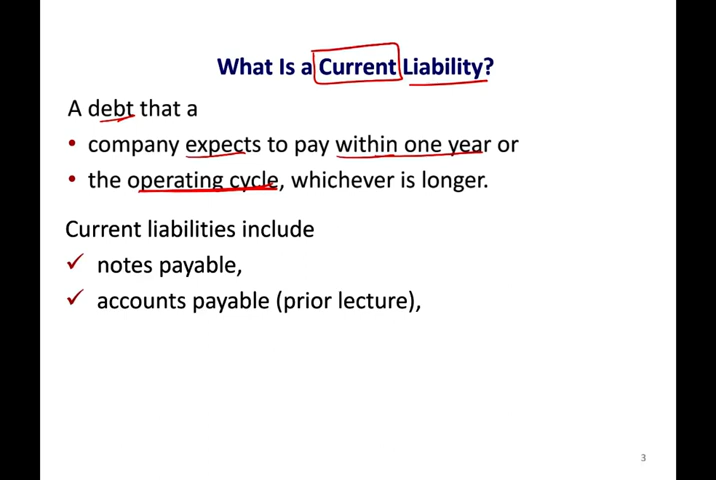 What Is a Current Liability?
A debt that a
• company expects to pay within one year or
• the operating cycle, whichever is longer.
Current liabilities include
✓ notes payable,
✓ accounts payable (prior lecture),
3